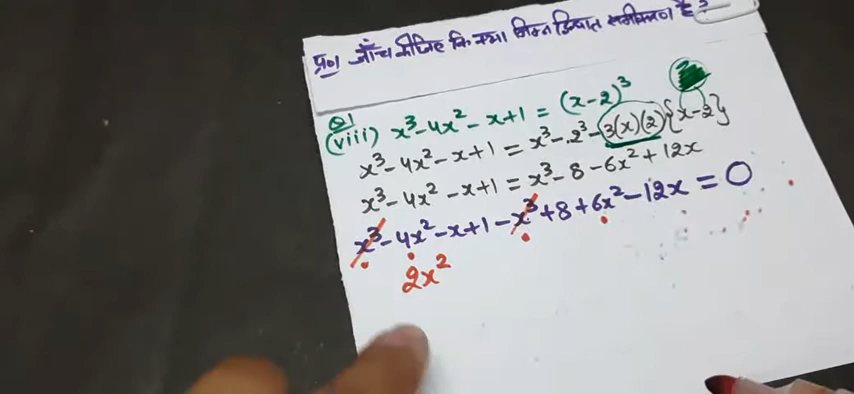 प्रश्न जाँच कीजिए कि क्या निम्न द्विघात समीकरण है?
Q1
(viii) x³-4x²-x+1 = (x-2)³
x³-4x²-x+1 = x³-2³-3(x)(2){x-2}
x³-4x²-x+1 = x³-8-6x²+12x
x³-4x²-x+1-x³+8+6x²-12x = 0
2x²